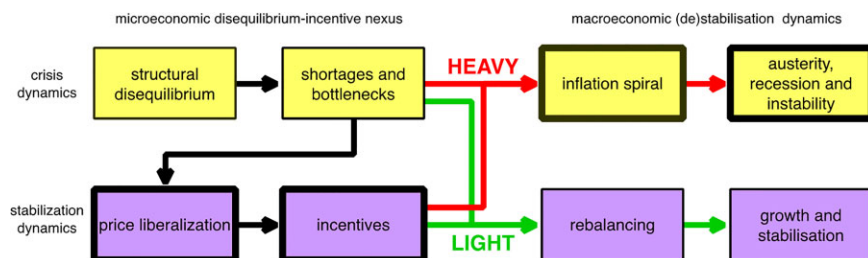 microeconomic disequilibrium-incentive nexus
macroeconomic (de)stabilisation dynamics
crisis
dynamics
structural
disequilibrium
shortages and
bottlenecks
HEAVY
inflation spiral
austerity,
recession and
instability
stabilization
dynamics
price liberalization
incentives
LIGHT
rebalancing
growth and
stabilisation